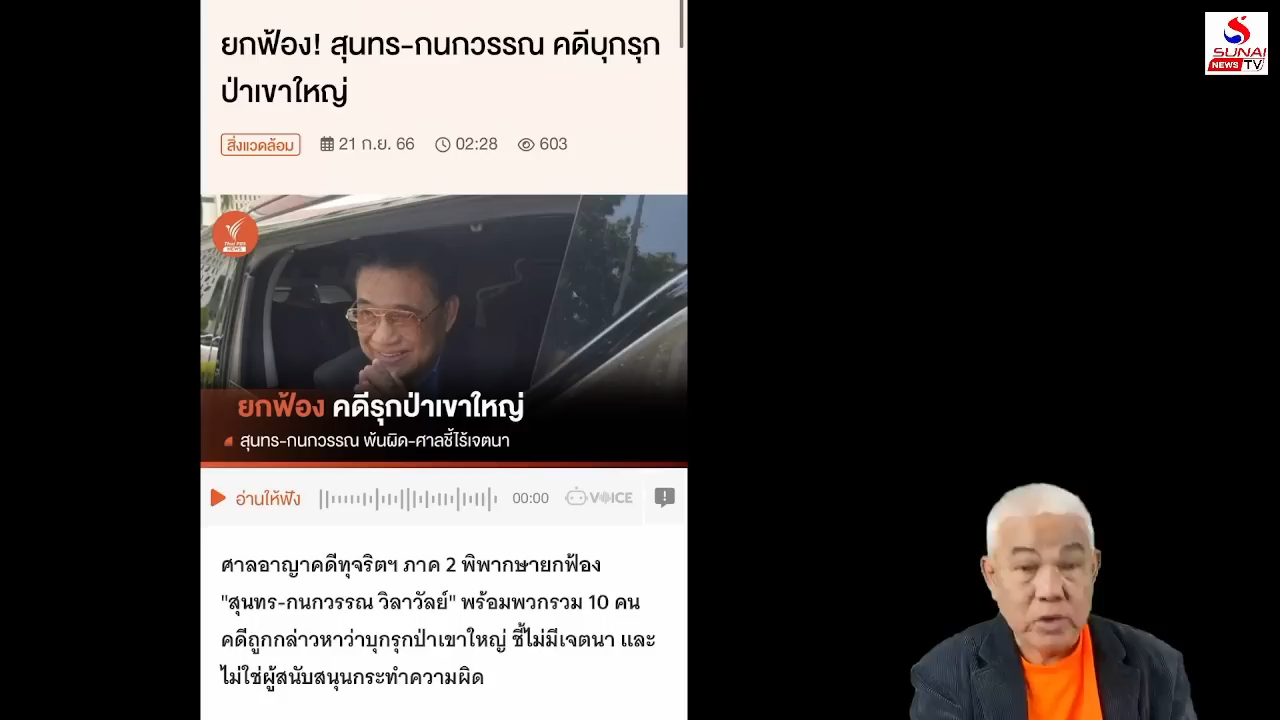 ยกฟ้อง! สุนทร-กนกวรรณ คดีบุกรุก
ป่าเขาใหญ่
สิ่งแวดล้อม 21 ก.ย. 66 02:28 603
Thai PBS
NEWS
ยกฟ้อง คดีรุกป่าเขาใหญ่
สุนทร-กนกวรรณ พ้นผิด-ศาลชี้ไร้เจตนา
อ่านให้ฟัง 00:00 VOICE
ศาลอาญาคดีทุจริตฯ ภาค 2 พิพากษายกฟ้อง
"สุนทร-กนกวรรณ วิลาวัลย์" พร้อมพวกรวม 10 คน
คดีถูกกล่าวหาว่าบุกรุกป่าเขาใหญ่ ชี้ไม่มีเจตนา และ
ไม่ใช่ผู้สนับสนุนกระทำความผิด
SUNAI
NEWS TV